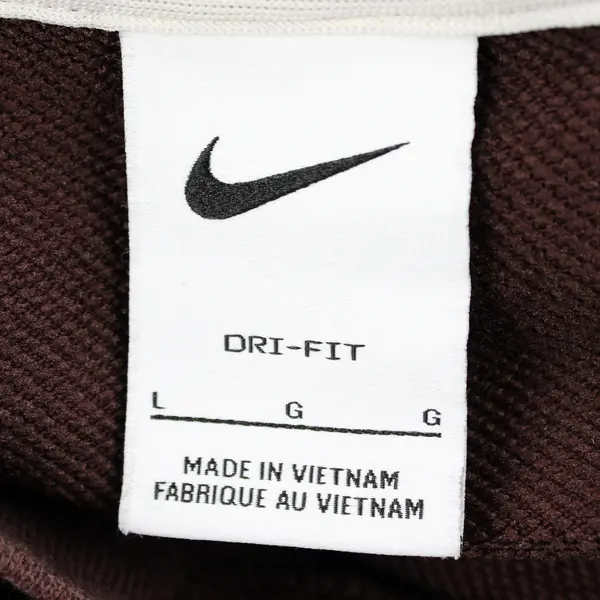 DRI-FIT
L G G
MADE IN VIETNAM
FABRIQUE AU VIETNAM